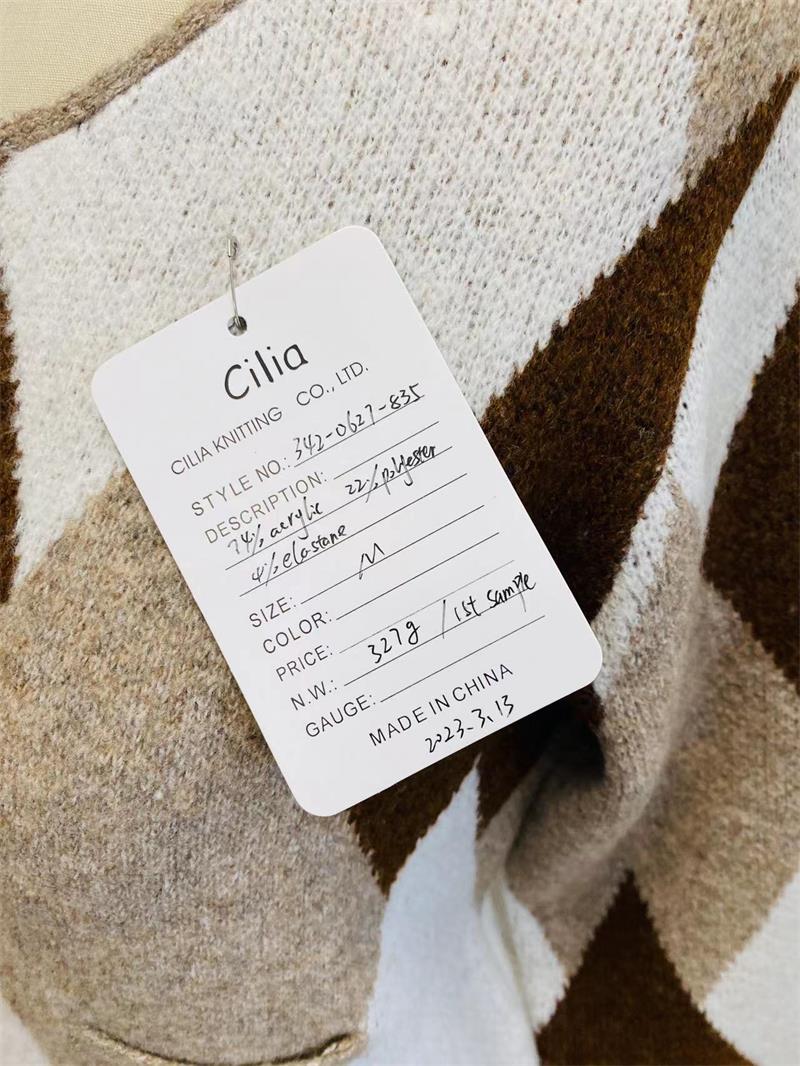 Cilia
CILIA KNITTING CO., LTD.
STYLE NO.: 342-0627-835
DESCRIPTION:
74% acrylic 22% polyester
4% elastane
SIZE: M
COLOR:
PRICE:
N.W.: 327g / 1st sample
GAUGE:
MADE IN CHINA
2023.3.13